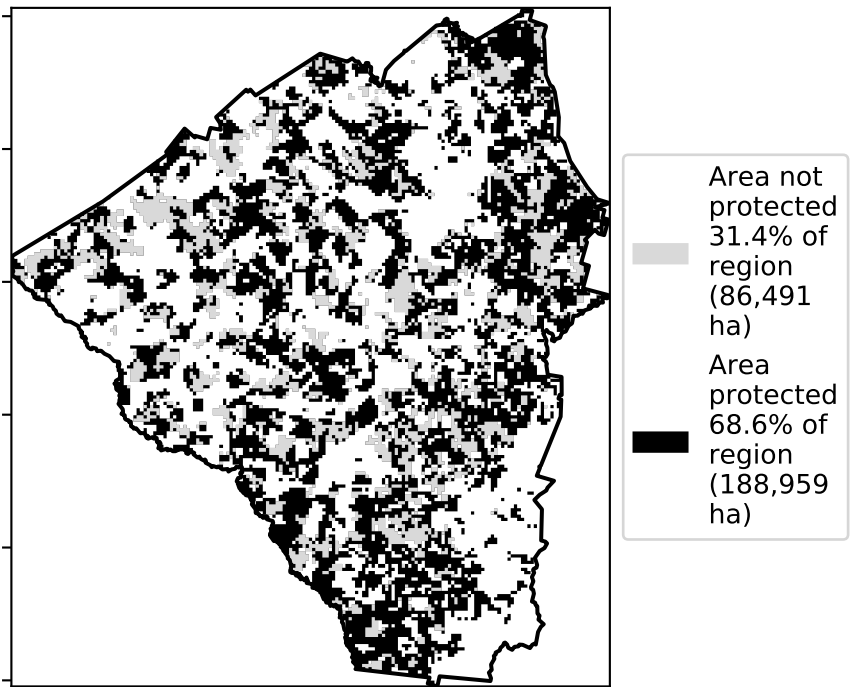 Area not
protected
31.4% of
region
(86,491
ha)
Area
protected
68.6% of
region
(188,959
ha)